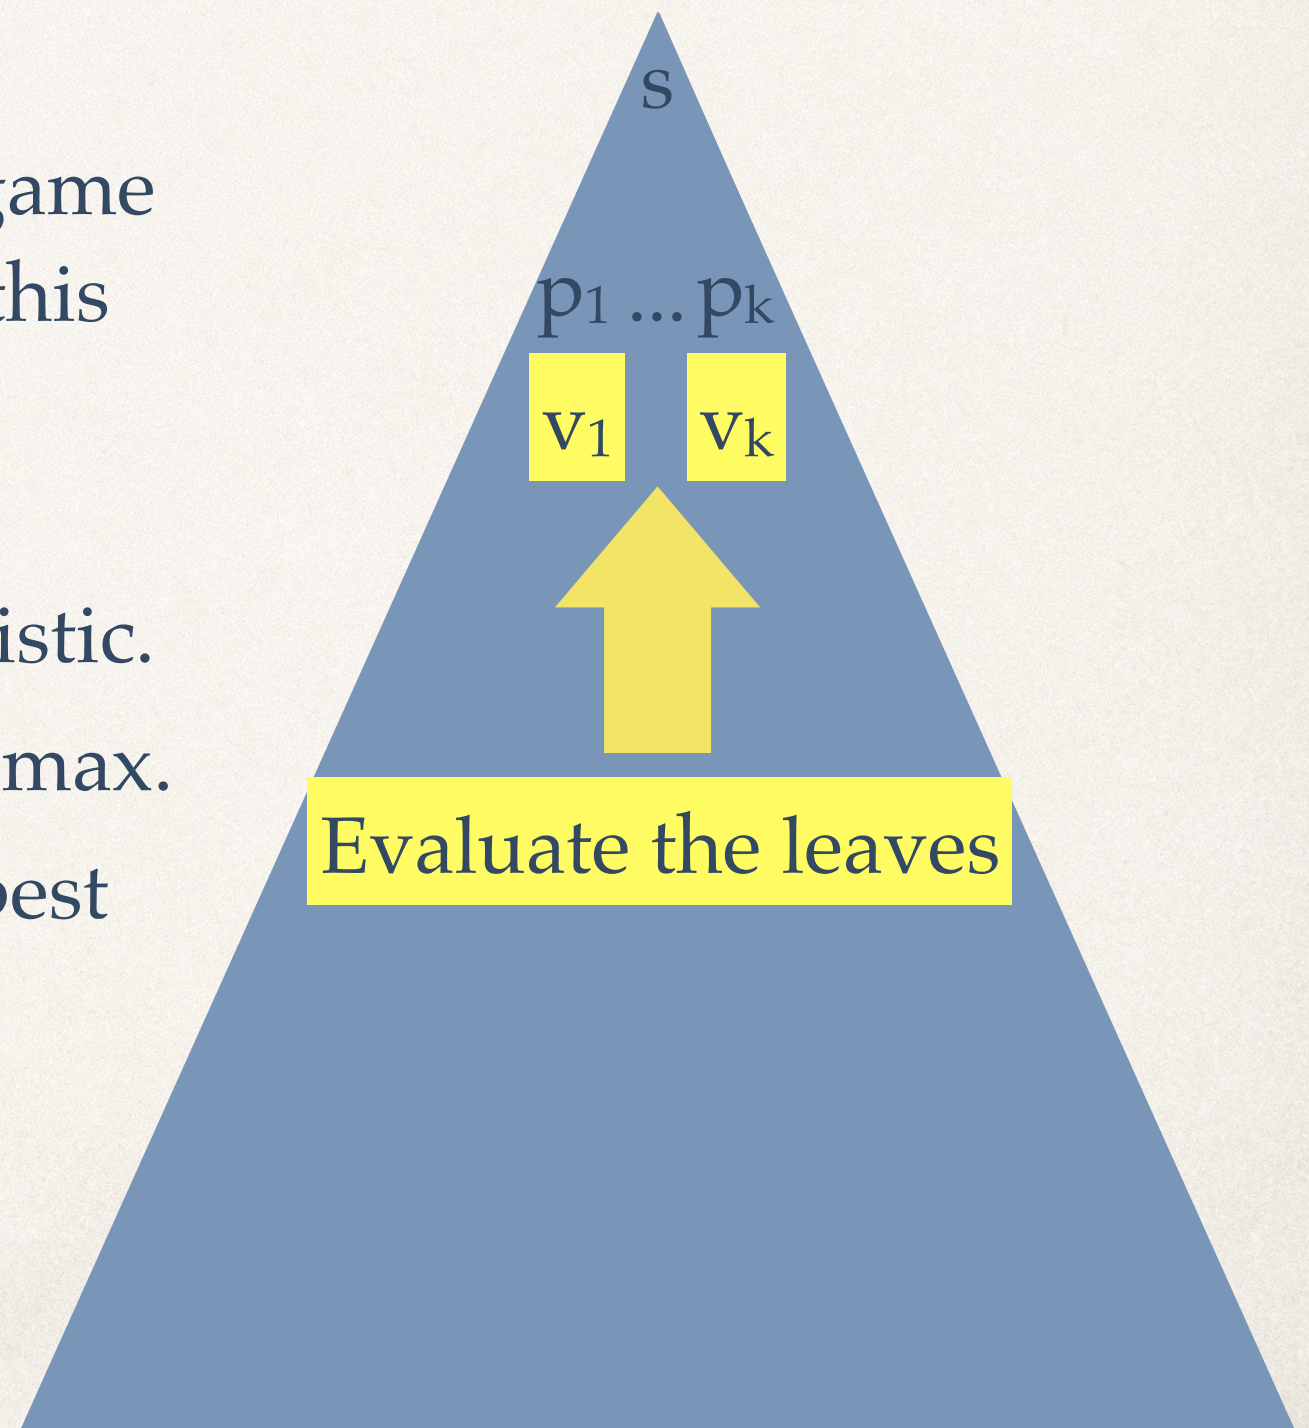 s
game
this
p₁ ... pₖ
v₁ vₖ
istic.
max.
Evaluate the leaves
best